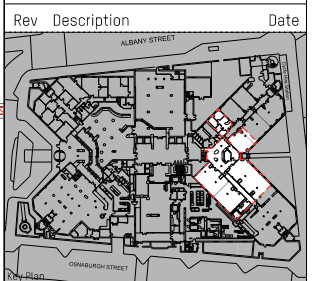 Rev Description Date
ALBANY STREET
OSNABURGH STREET
Key Plan